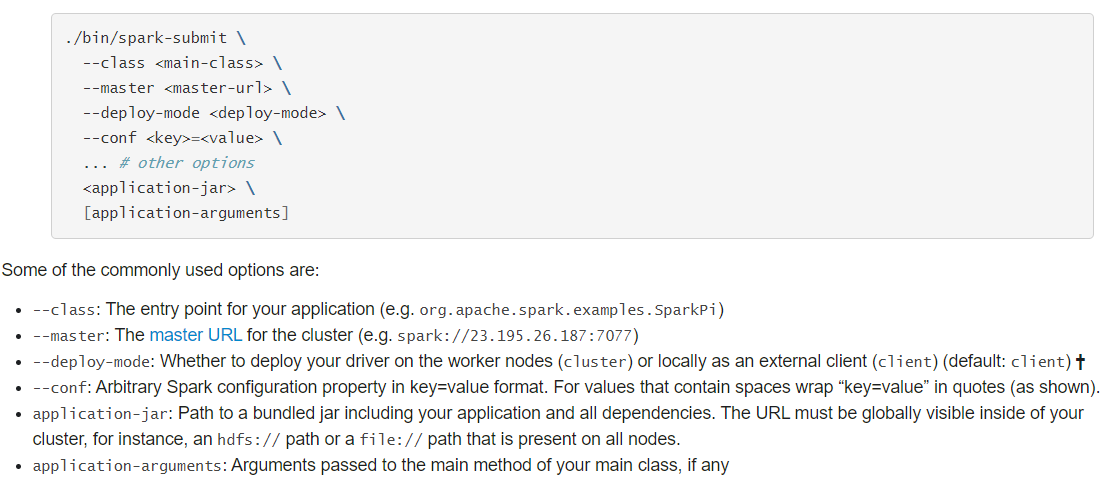 ./bin/spark-submit \
--class <main-class> \
--master <master-url> \
--deploy-mode <deploy-mode> \
--conf <key>=<value> \
... # other options
<application-jar> \
[application-arguments]
Some of the commonly used options are:
• --class: The entry point for your application (e.g. org.apache.spark.examples.SparkPi)
• --master: The master URL for the cluster (e.g. spark://23.195.26.187:7077)
• --deploy-mode: Whether to deploy your driver on the worker nodes (cluster) or locally as an external client (client) (default: client) †
• --conf: Arbitrary Spark configuration property in key=value format. For values that contain spaces wrap “key=value” in quotes (as shown).
• application-jar: Path to a bundled jar including your application and all dependencies. The URL must be globally visible inside of your
cluster, for instance, an hdfs:// path or a file:// path that is present on all nodes.
• application-arguments: Arguments passed to the main method of your main class, if any